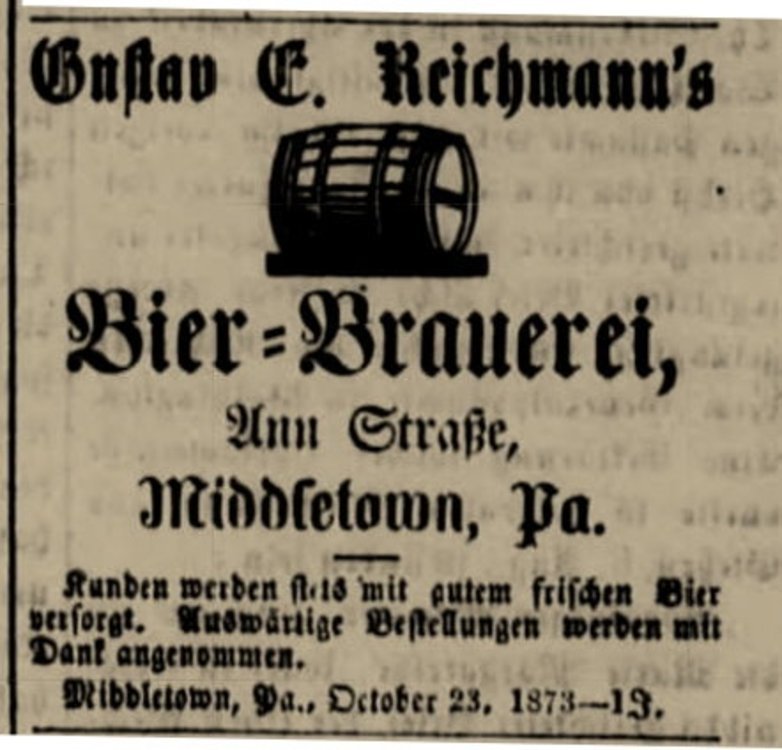 Gustav E. Reichmann's
Bier-Brauerei,
Ann Straße,
Middletown, Pa.
Kunden werden stets mit gutem frischen Bier
versorgt. Auswärtige Bestellungen werden mit
Dank angenommen.
Middletown, Pa., October 23. 1873—1J.